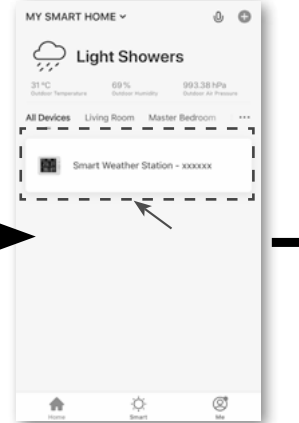 MY SMART HOME
Light Showers
31°C 69% 993.38 hPa
Outdoor Temperature Outdoor Humidity Outdoor Air Pressure
All Devices Living Room Master Bedroom ...
Smart Weather Station - xxxxxx
Home Smart Me